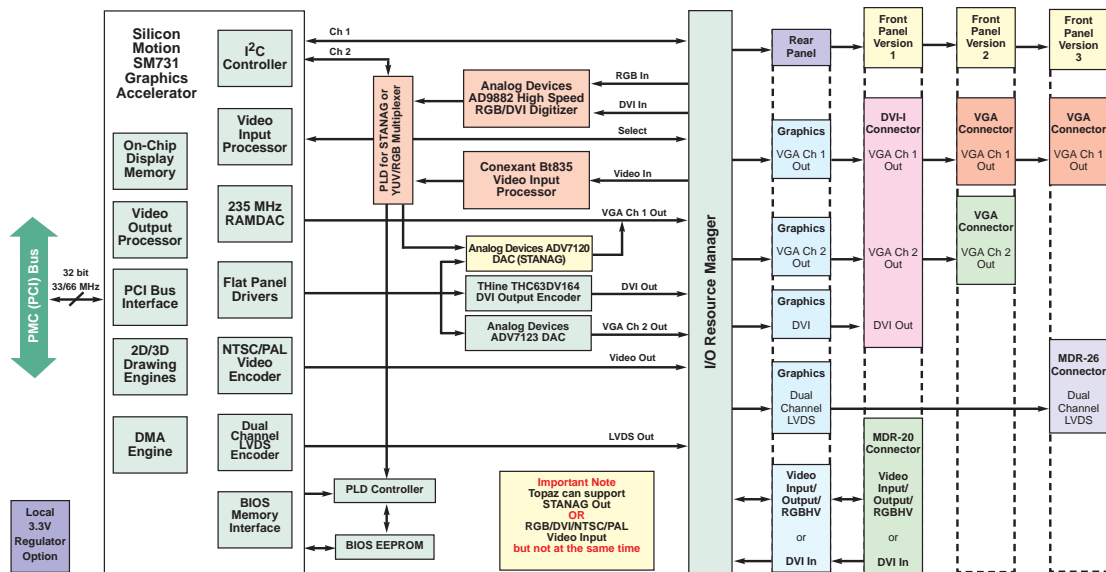 Silicon
Motion
SM731
Graphics
Accelerator
I2C
Controller
Video
Input
Processor
On-Chip
Display
Memory
235 MHz
RAMDAC
Video
Output
Processor
PCI Bus
Interface
Flat Panel
Drivers
2D/3D
Drawing
Engines
NTSC/PAL
Video
Encoder
DMA
Engine
Dual
Channel
LVDS
Encoder
BIOS
Memory
Interface
PMC (PCI) Bus
32 bit
33/66 MHz
Local
3.3V
Regulator
Option
Ch 1
Ch 2
PLD for STANAG or
YUV/RGB Multiplexer
Analog Devices
AD9882 High Speed
RGB/DVI Digitizer
RGB In
DVI In
Select
Conexant Bt835
Video Input
Processor
Video In
VGA Ch 1 Out
Analog Devices ADV7120
DAC (STANAG)
THine THC63DV164
DVI Output Encoder
DVI Out
Analog Devices
ADV7123 DAC
VGA Ch 2 Out
Video Out
LVDS Out
PLD Controller
BIOS EEPROM
Important Note
Topaz can support
STANAG Out
OR
RGB/DVI/NTSC/PAL
Video Input
but not at the same time
I/O Resource Manager
Rear
Panel
Graphics
VGA Ch 1
Out
Graphics
VGA Ch 2
Out
Graphics
DVI
Graphics
Dual
Channel
LVDS
Video
Input/
Output/
RGBHV
or
DVI In
Front
Panel
Version
1
DVI-I
Connector
VGA Ch 1
Out
VGA Ch 2
Out
DVI Out
MDR-20
Connector
Video
Input/
Output/
RGBHV
or
DVI In
Front
Panel
Version
2
VGA
Connector
VGA Ch 1
Out
VGA
Connector
VGA Ch 2
Out
Front
Panel
Version
3
VGA
Connector
VGA Ch 1
Out
MDR-26
Connector
Dual
Channel
LVDS